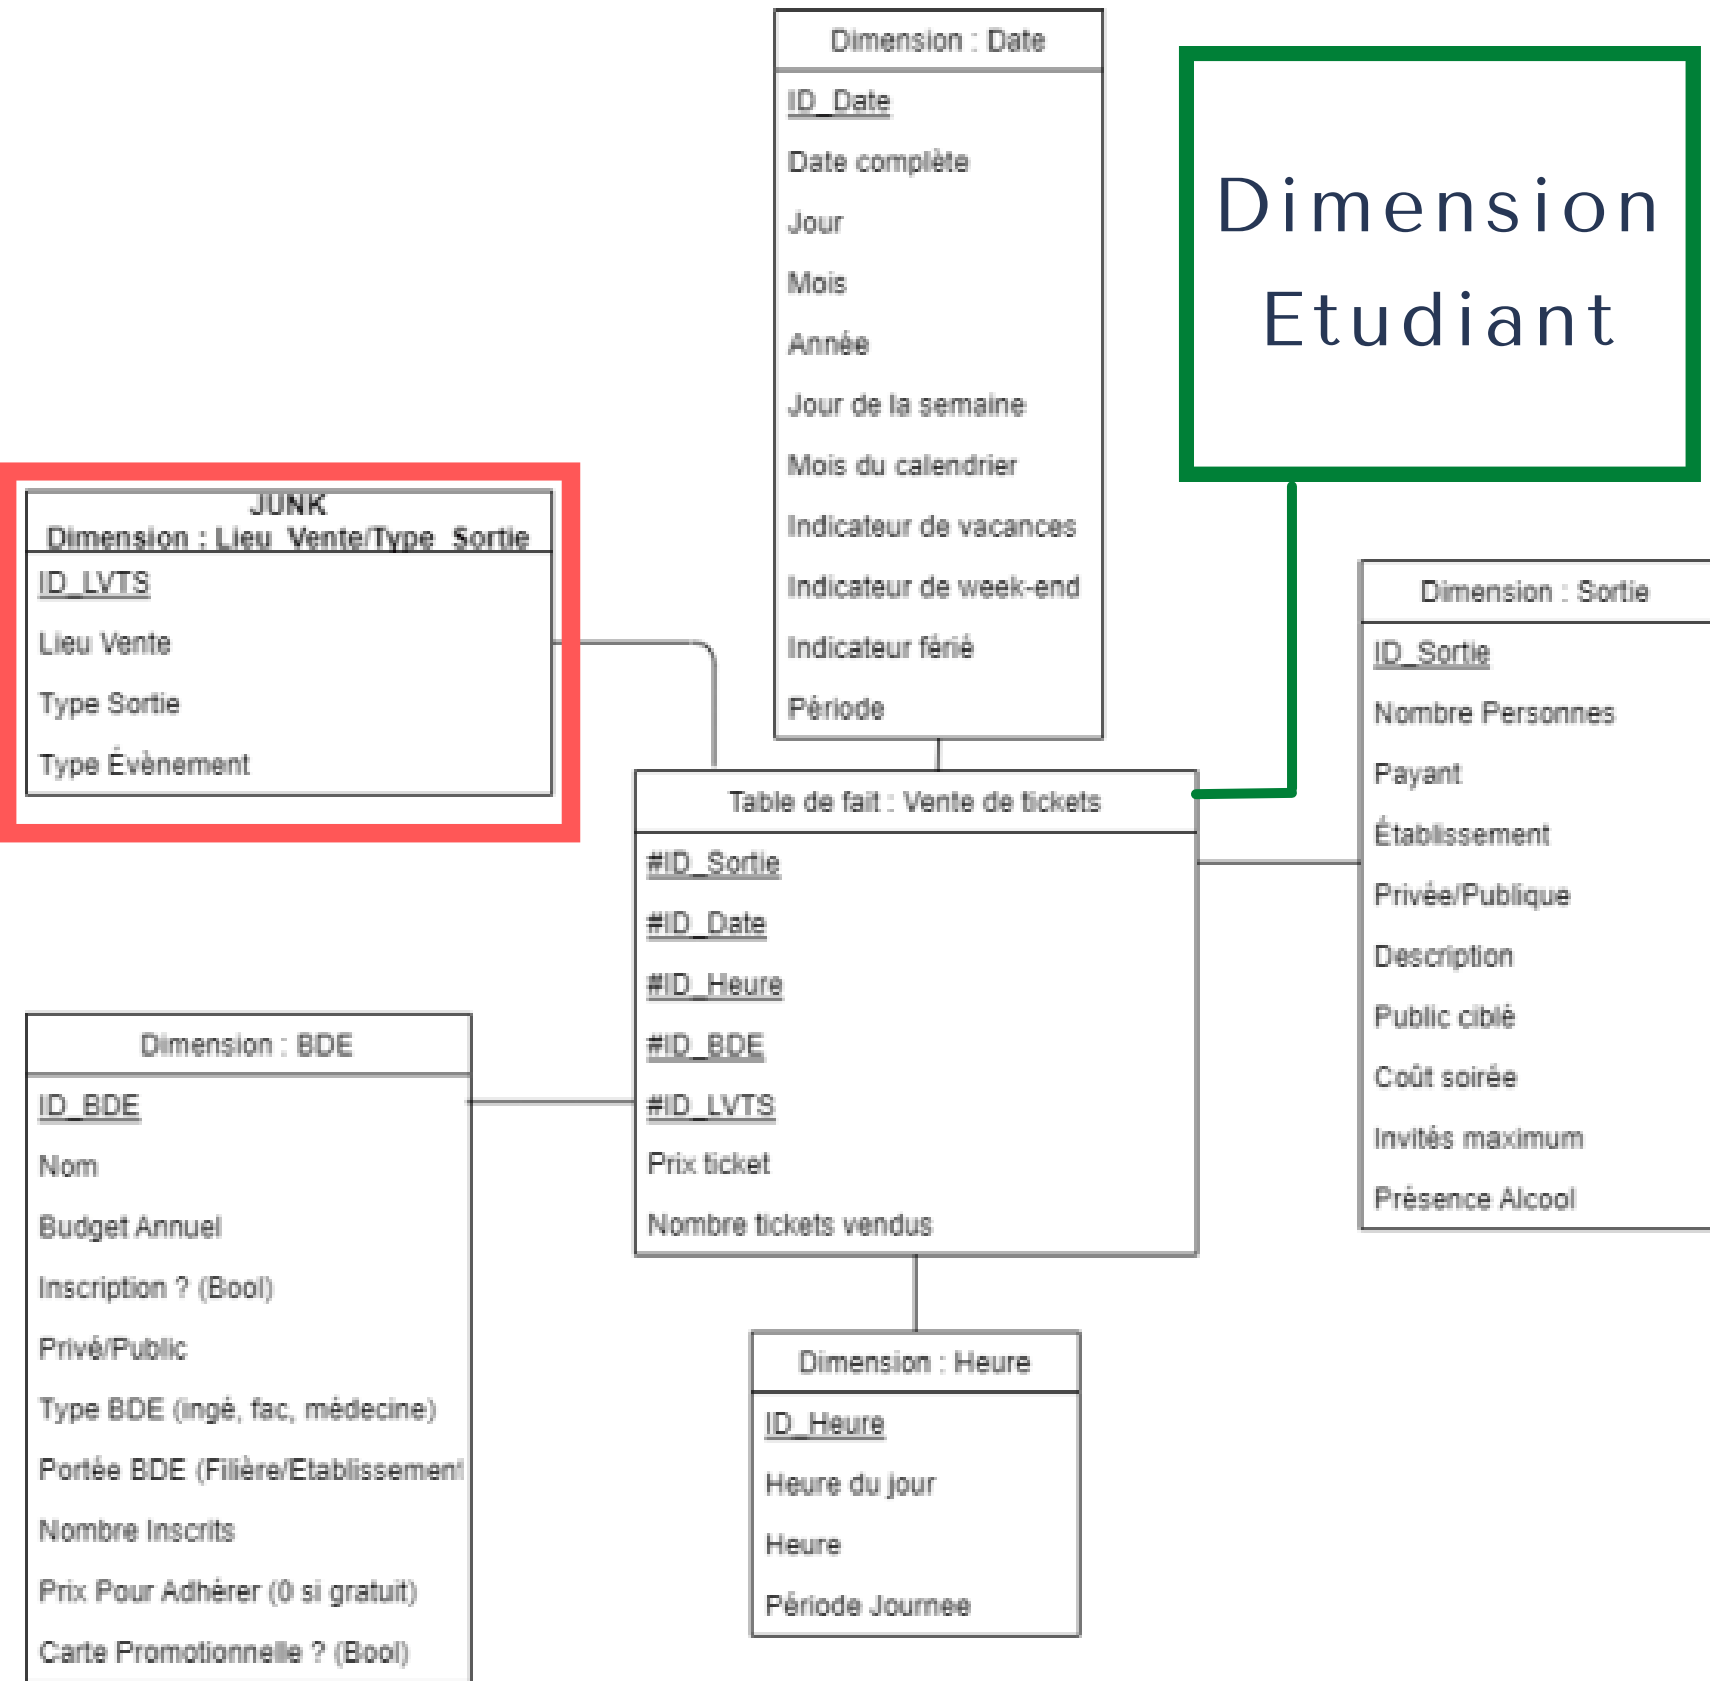 Dimension : Date
ID_Date
Date complète
Jour
Mois
Année
Jour de la semaine
Mois du calendrier
Indicateur de vacances
Indicateur de week-end
Indicateur férié
Période
Dimension
Etudiant
JUNK
Dimension : Lieu_Vente/Type_Sortie
ID_LVTS
Lieu Vente
Type Sortie
Type Évènement
Dimension : Sortie
ID_Sortie
Nombre Personnes
Payant
Établissement
Privée/Publique
Description
Public ciblé
Coût soirée
Invités maximum
Présence Alcool
Table de fait : Vente de tickets
#ID_Sortie
#ID_Date
#ID_Heure
#ID_BDE
#ID_LVTS
Prix ticket
Nombre tickets vendus
Dimension : BDE
ID_BDE
Nom
Budget Annuel
Inscription ? (Bool)
Privé/Public
Type BDE (ingé, fac, médecine)
Portée BDE (Filière/Etablissement
Nombre Inscrits
Prix Pour Adhérer (0 si gratuit)
Carte Promotionnelle ? (Bool)
Dimension : Heure
ID_Heure
Heure du jour
Heure
Période Journee